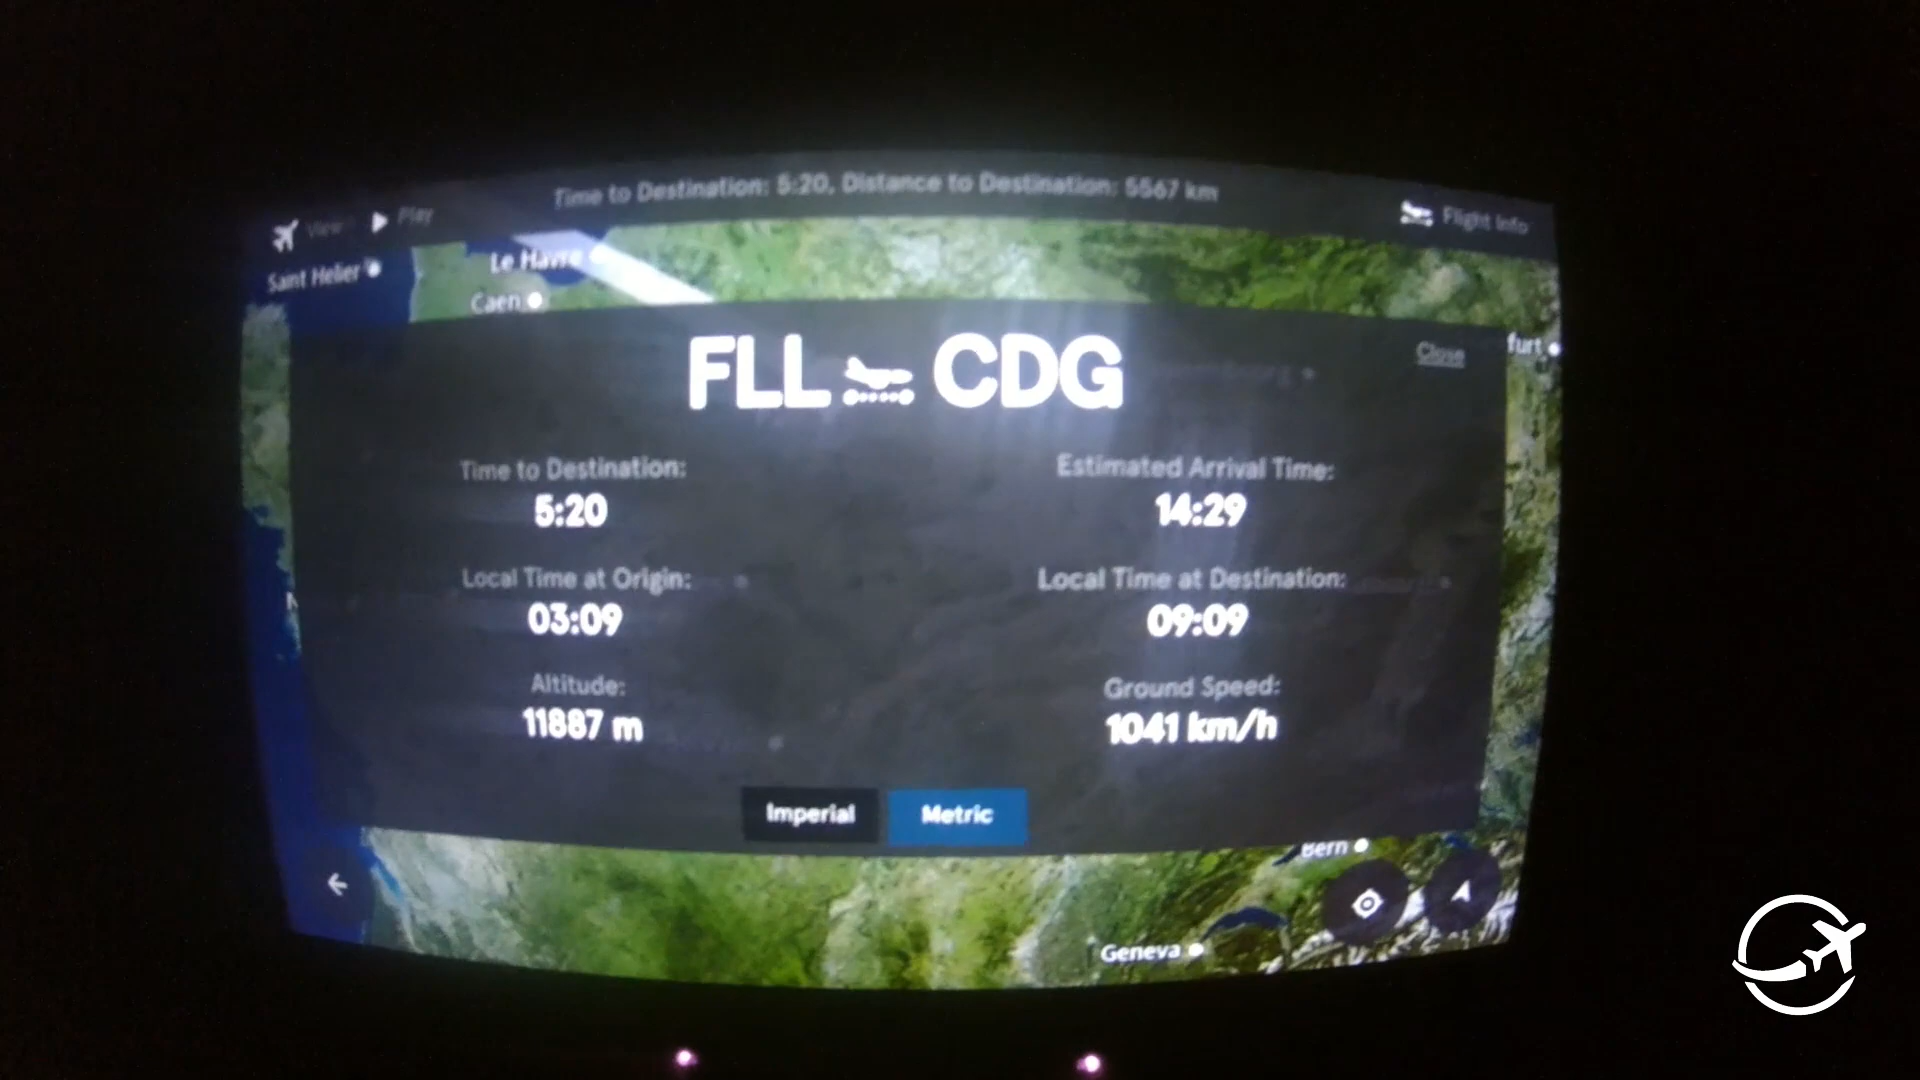 Time to Destination: 5:20, Distance to Destination: 5567 km
View
Play
Flight Info
Saint Helier
Le Havre
Caen
furt
FLL CDG
Close
Time to Destination:
5:20
Estimated Arrival Time:
14:29
Local Time at Origin:
03:09
Local Time at Destination:
09:09
Altitude:
11887 m
Ground Speed:
1041 km/h
Imperial
Metric
Bern
Geneva